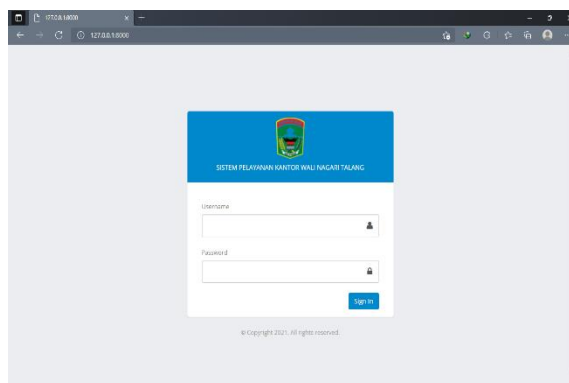 127.0.0.1:8000
127.0.0.1:8000
SISTEM PELAYANAN KANTOR WALI NAGARI TALANG
Username
Password
Sign In
© Copyright 2021. All rights reserved.